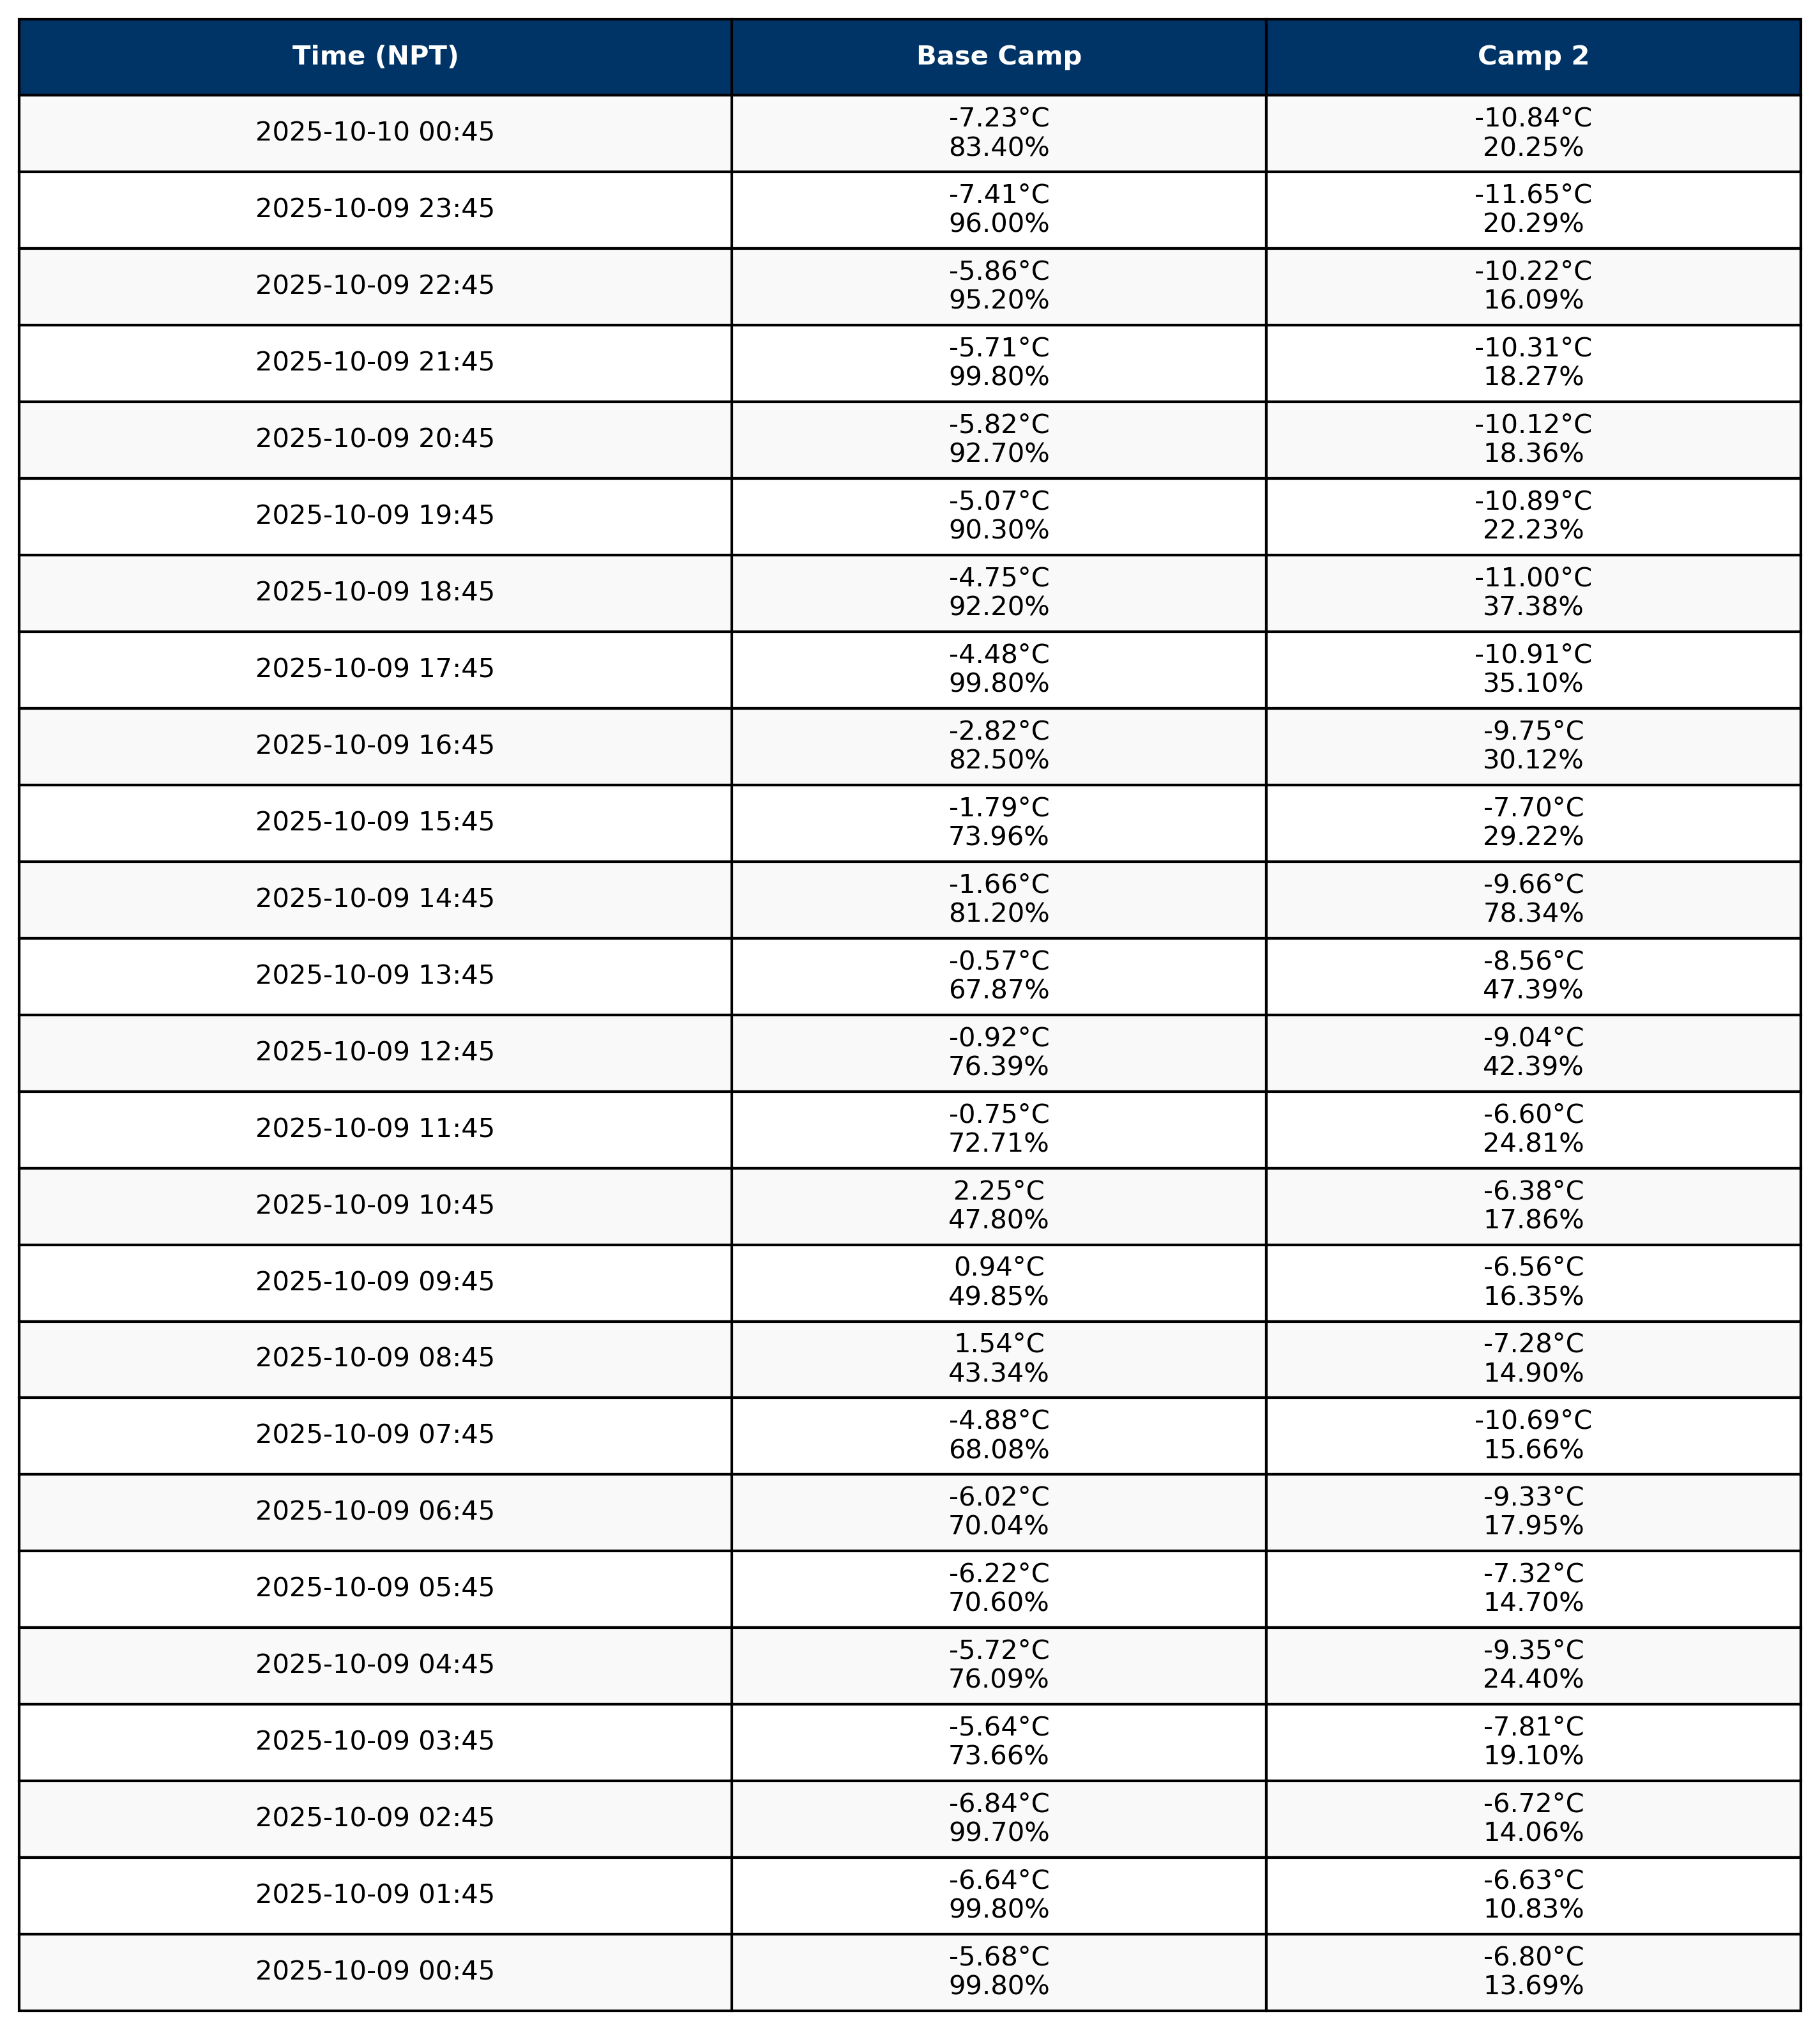 Time (NPT) Base Camp Camp 2
2025-10-10 00:45 -7.23°C -10.84°C
83.40% 20.25%
2025-10-09 23:45 -7.41°C -11.65°C
96.00% 20.29%
2025-10-09 22:45 -5.86°C -10.22°C
95.20% 16.09%
2025-10-09 21:45 -5.71°C -10.31°C
99.80% 18.27%
2025-10-09 20:45 -5.82°C -10.12°C
92.70% 18.36%
2025-10-09 19:45 -5.07°C -10.89°C
90.30% 22.23%
2025-10-09 18:45 -4.75°C -11.00°C
92.20% 37.38%
2025-10-09 17:45 -4.48°C -10.91°C
99.80% 35.10%
2025-10-09 16:45 -2.82°C -9.75°C
82.50% 30.12%
2025-10-09 15:45 -1.79°C -7.70°C
73.96% 29.22%
2025-10-09 14:45 -1.66°C -9.66°C
81.20% 78.34%
2025-10-09 13:45 -0.57°C -8.56°C
67.87% 47.39%
2025-10-09 12:45 -0.92°C -9.04°C
76.39% 42.39%
2025-10-09 11:45 -0.75°C -6.60°C
72.71% 24.81%
2025-10-09 10:45 2.25°C -6.38°C
47.80% 17.86%
2025-10-09 09:45 0.94°C -6.56°C
49.85% 16.35%
2025-10-09 08:45 1.54°C -7.28°C
43.34% 14.90%
2025-10-09 07:45 -4.88°C -10.69°C
68.08% 15.66%
2025-10-09 06:45 -6.02°C -9.33°C
70.04% 17.95%
2025-10-09 05:45 -6.22°C -7.32°C
70.60% 14.70%
2025-10-09 04:45 -5.72°C -9.35°C
76.09% 24.40%
2025-10-09 03:45 -5.64°C -7.81°C
73.66% 19.10%
2025-10-09 02:45 -6.84°C -6.72°C
99.70% 14.06%
2025-10-09 01:45 -6.64°C -6.63°C
99.80% 10.83%
2025-10-09 00:45 -5.68°C -6.80°C
99.80% 13.69%